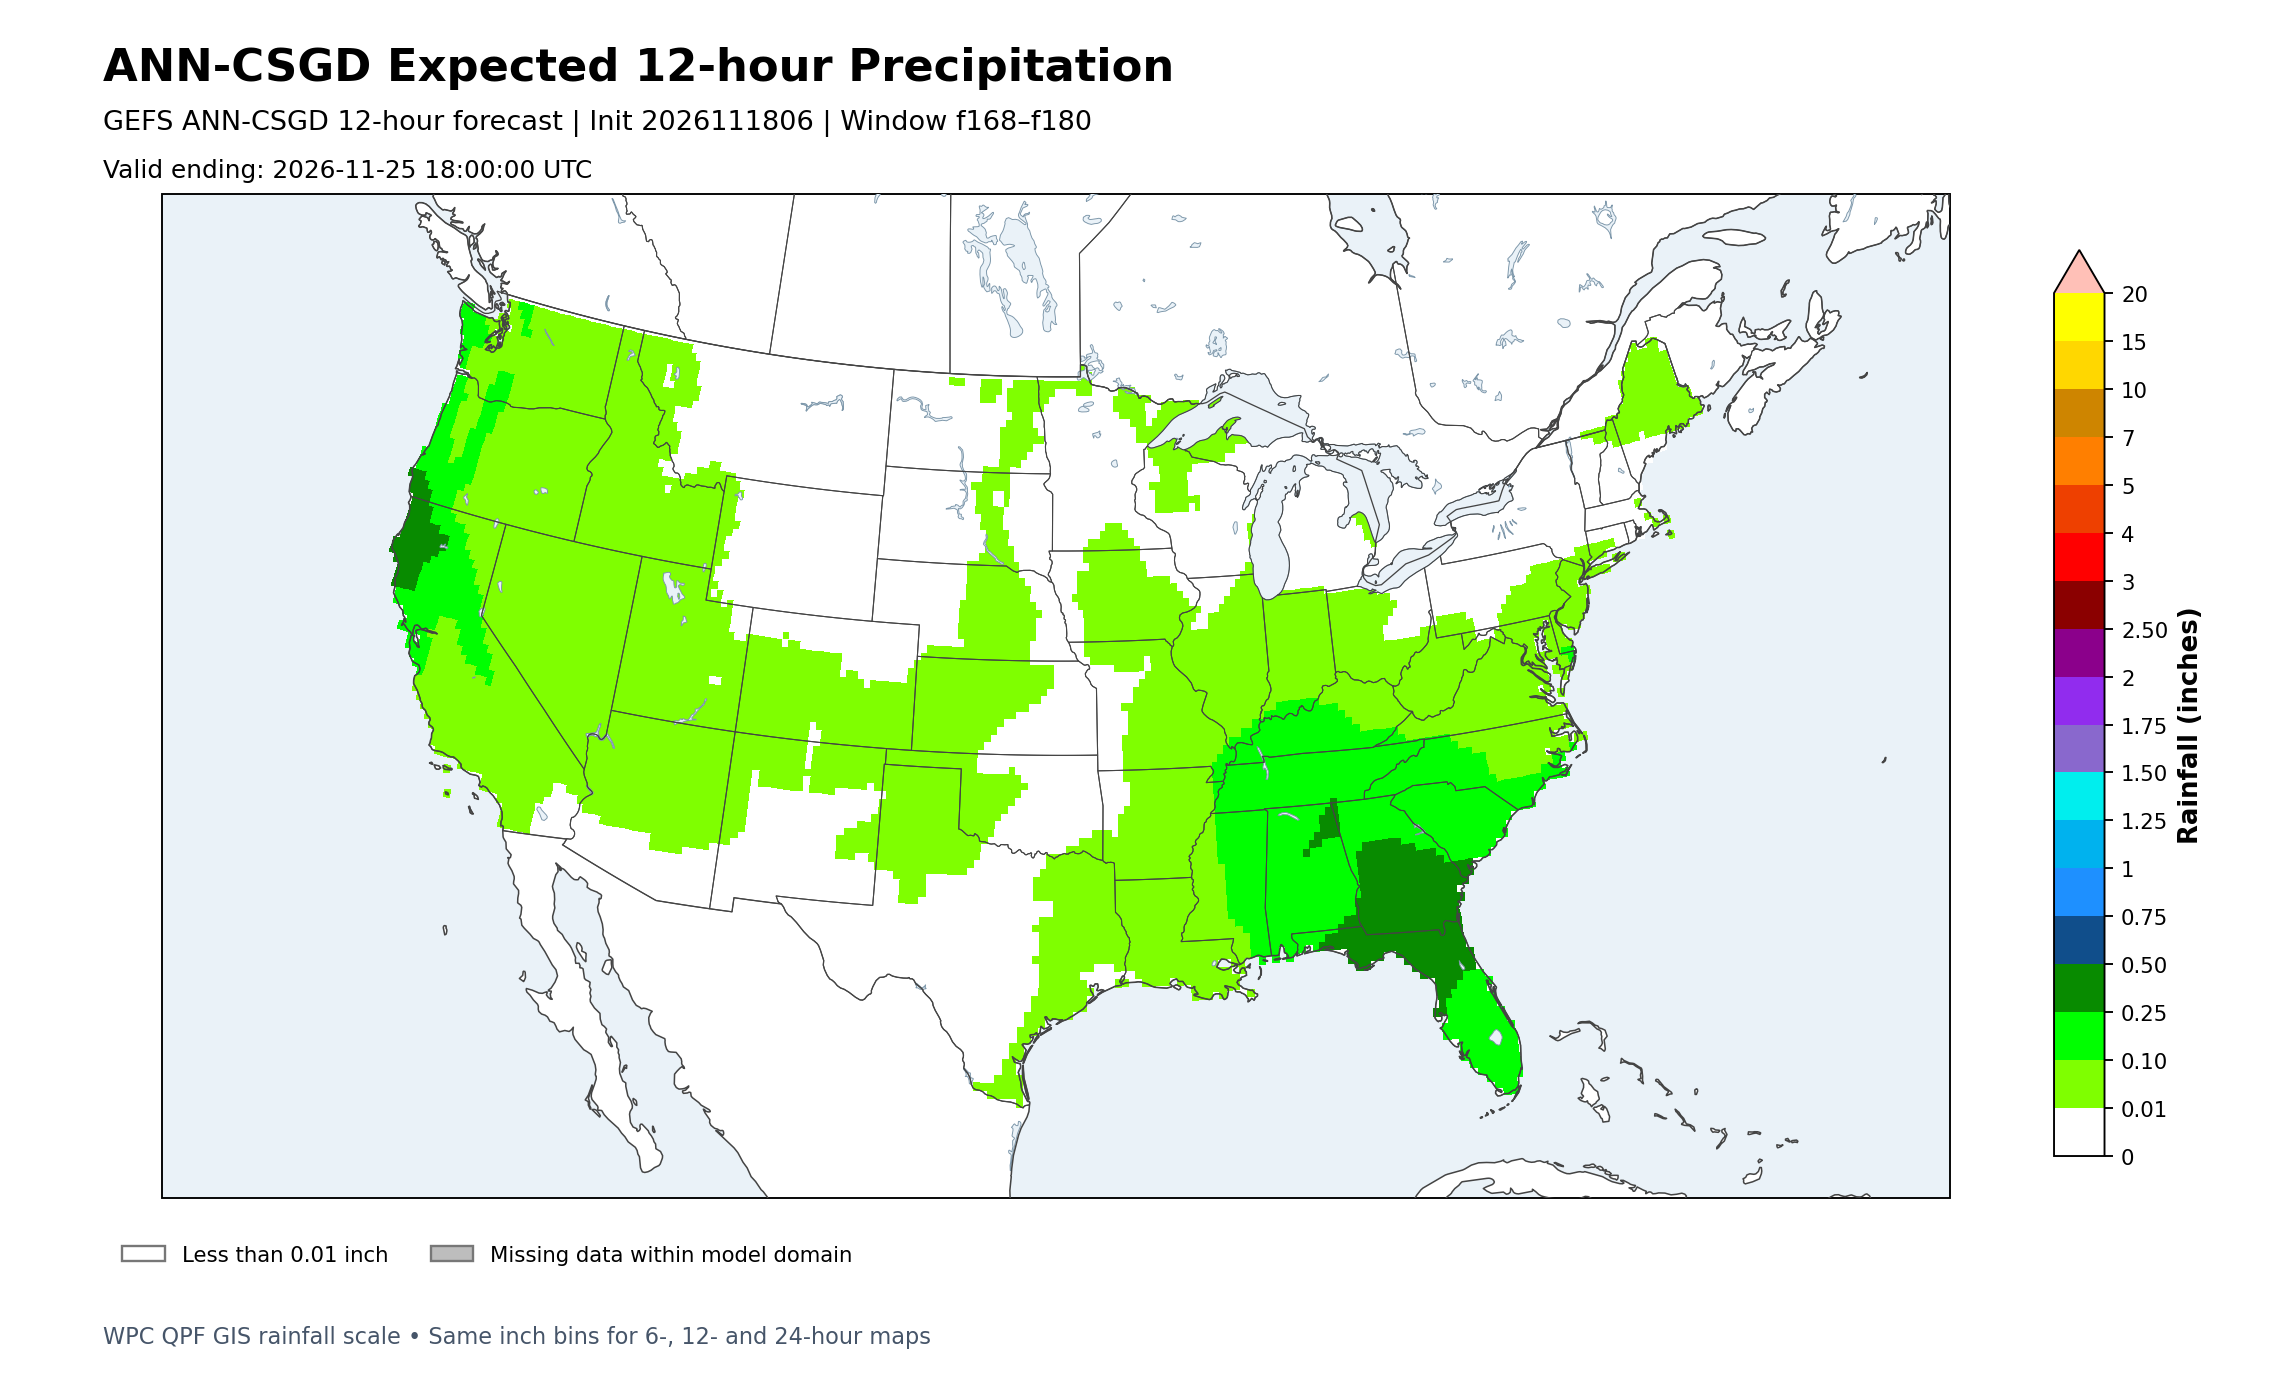 ANN-CSGD Expected 12-hour Precipitation
GEFS ANN-CSGD 12-hour forecast | Init 2026111806 | Window f168–f180
Valid ending: 2026-11-25 18:00:00 UTC
20
15
10
7
5
4
3
2.50
2
1.75
1.50
1.25
1
0.75
0.50
0.25
0.10
0.01
0
Rainfall (inches)
Less than 0.01 inch
Missing data within model domain
WPC QPF GIS rainfall scale • Same inch bins for 6-, 12- and 24-hour maps